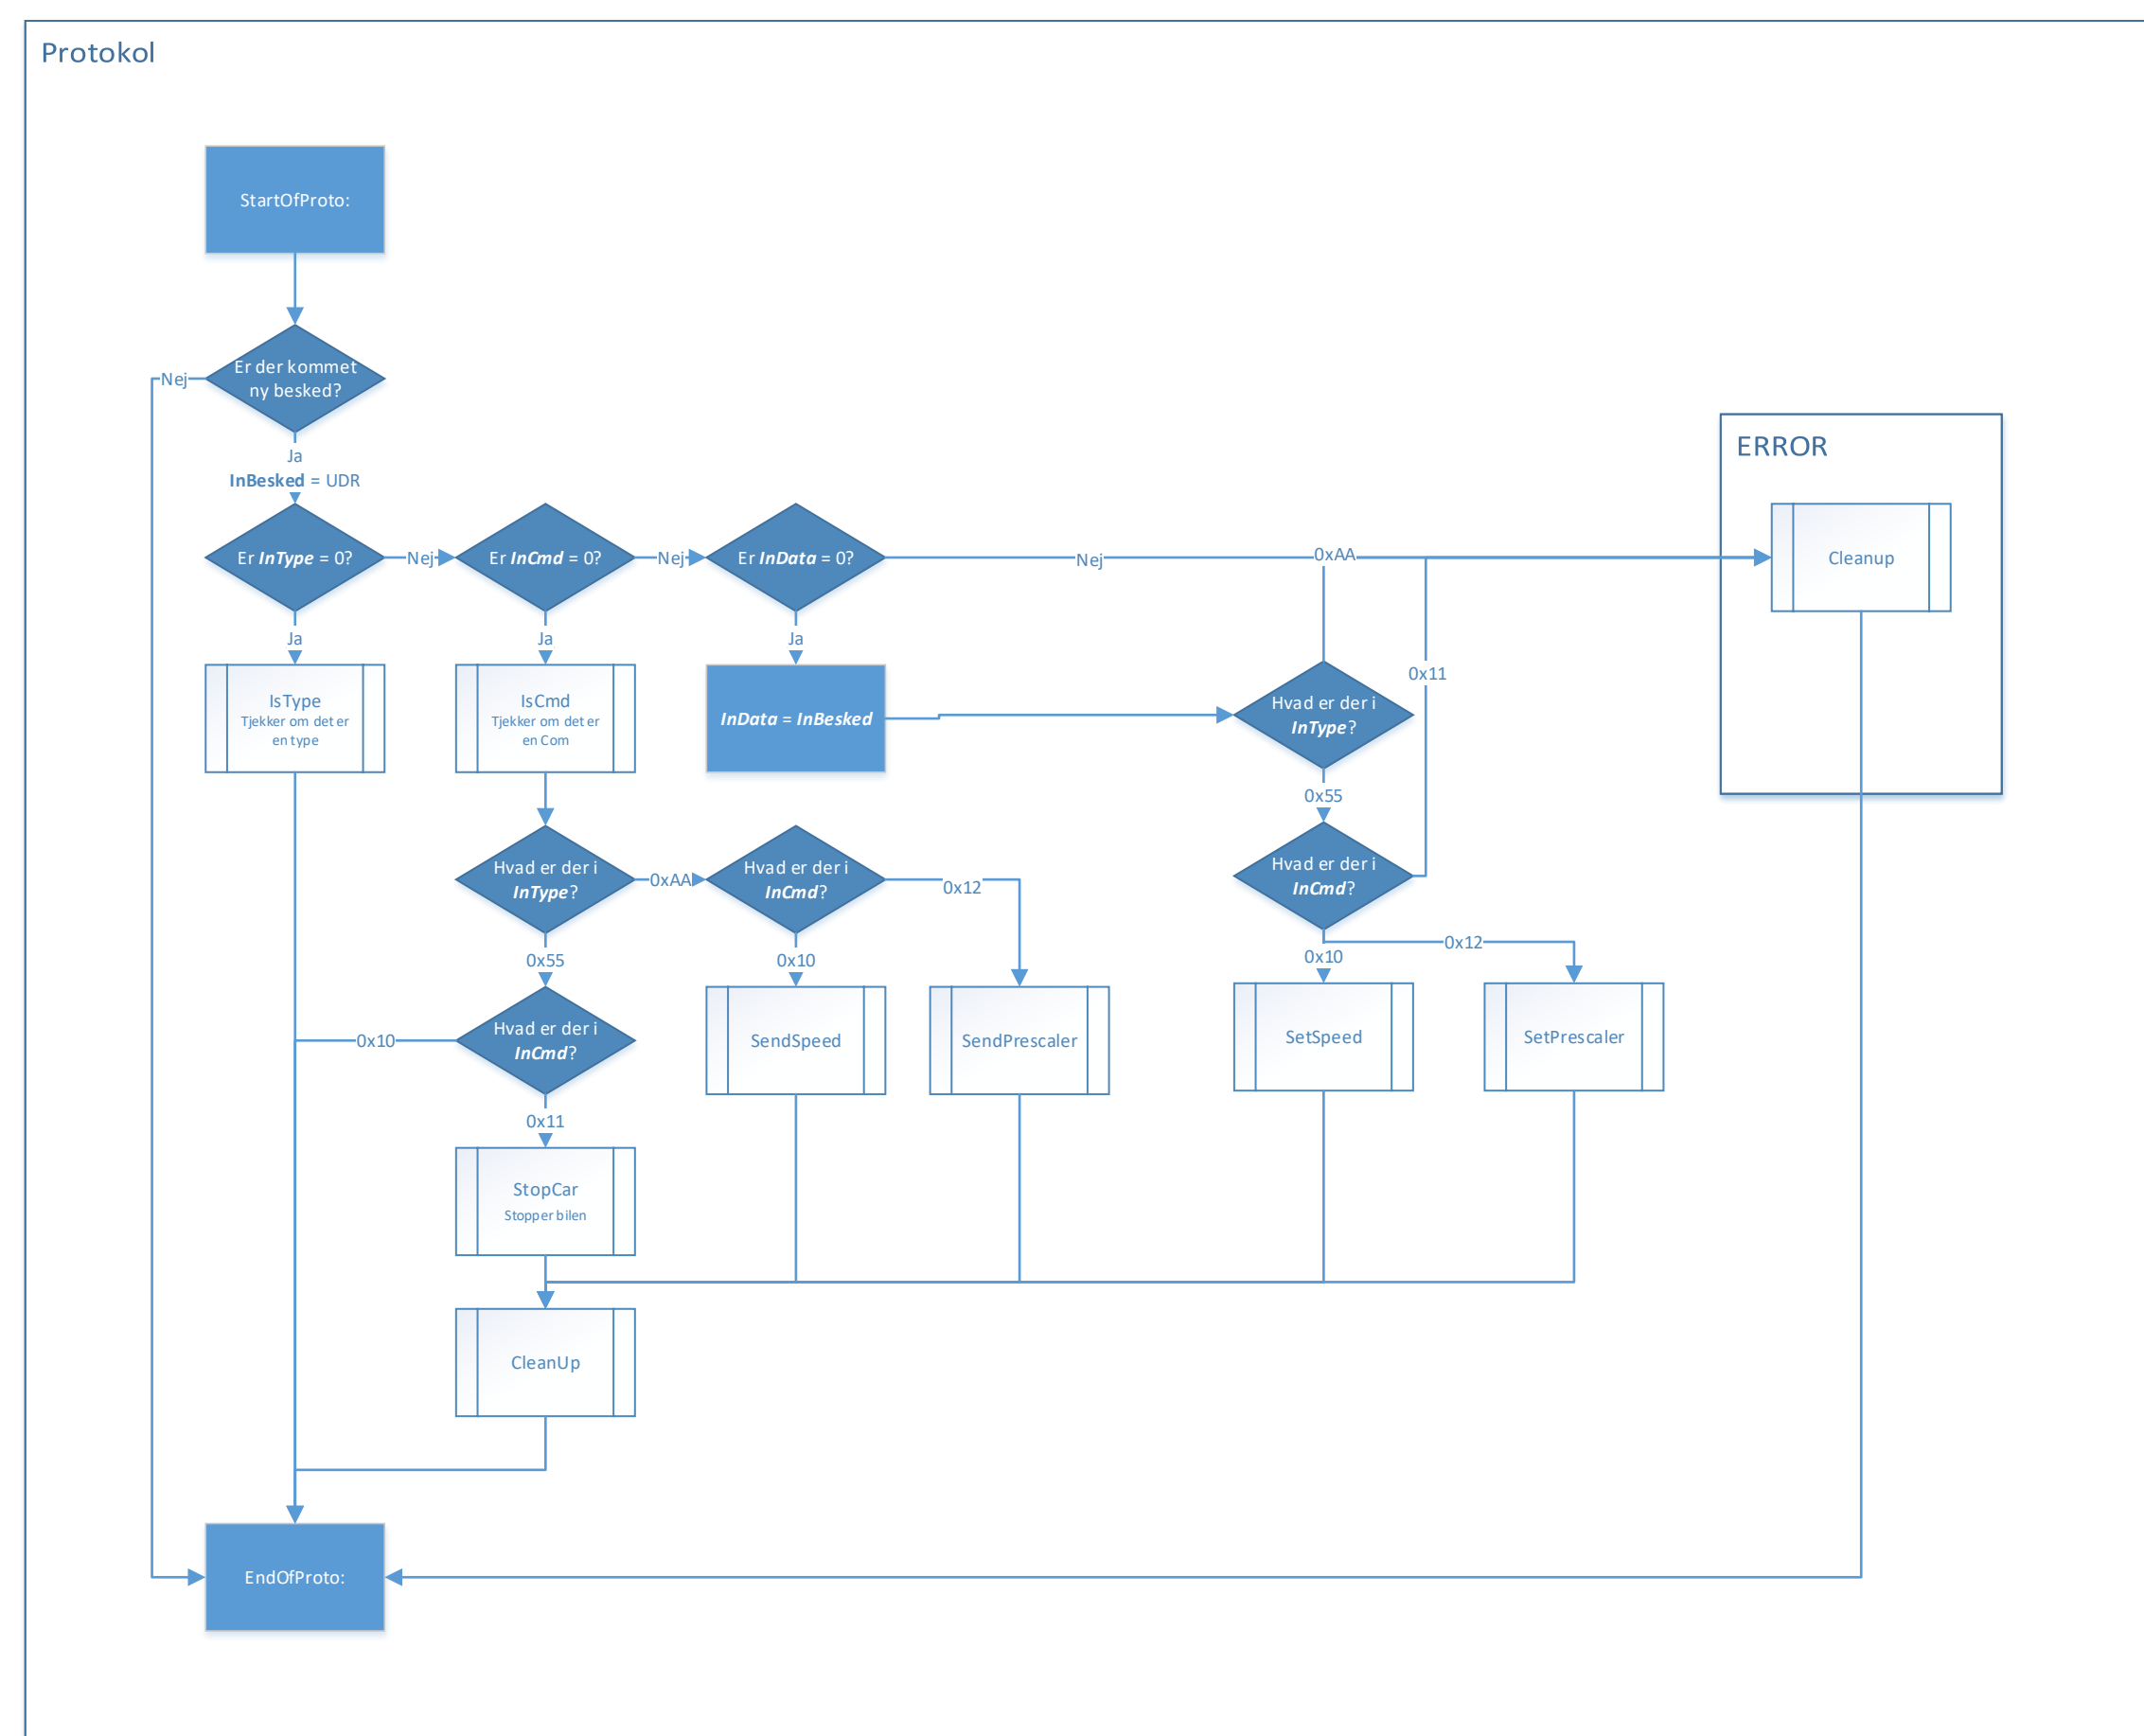 Protokol
StartOfProto:
Er der kommet
ny besked?
Nej
Ja
InBesked = UDR
ERROR
Er InType = 0?
Nej
Er InCmd = 0?
Nej
Er InData = 0?
Nej
0xAA
Cleanup
Ja
Ja
Ja
0x11
IsType
Tjekker om det er
en type
IsCmd
Tjekker om det er
en Com
InData = InBesked
Hvad er der i
InType?
0x55
Hvad er der i
InType?
0xAA
Hvad er der i
InCmd?
0x12
Hvad er der i
InCmd?
0x55
0x10
0x10
0x12
Hvad er der i
InCmd?
0x10
SendSpeed
SendPrescaler
SetSpeed
SetPrescaler
0x11
StopCar
Stopper bilen
CleanUp
EndOfProto: